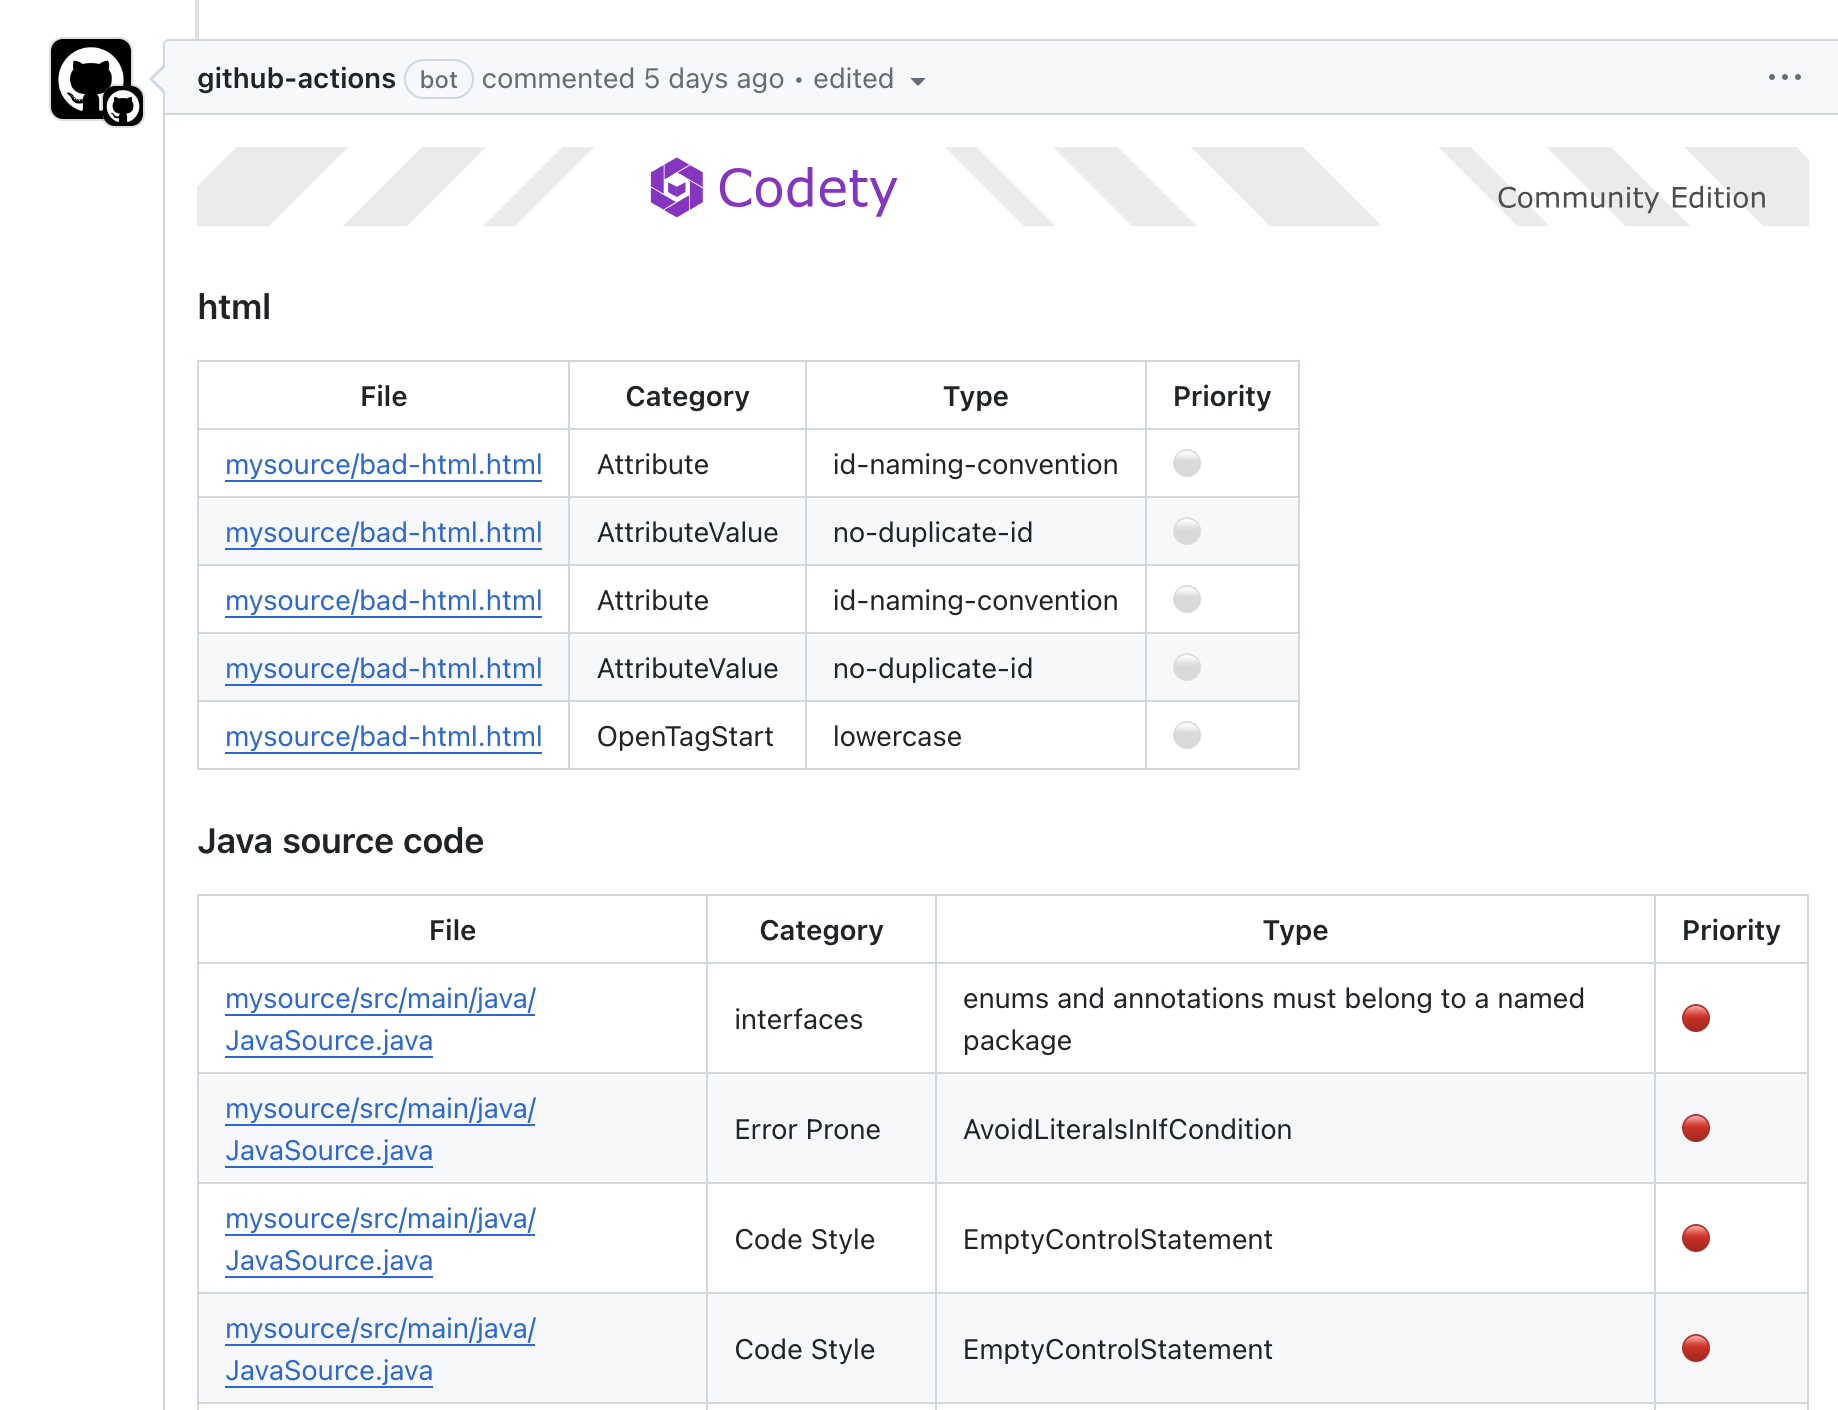 github-actions bot commented 5 days ago • edited
Codety
Community Edition
html
File Category Type Priority
mysource/bad-html.html Attribute id-naming-convention
mysource/bad-html.html AttributeValue no-duplicate-id
mysource/bad-html.html Attribute id-naming-convention
mysource/bad-html.html AttributeValue no-duplicate-id
mysource/bad-html.html OpenTagStart lowercase
Java source code
File Category Type Priority
mysource/src/main/java/
JavaSource.java
interfaces
enums and annotations must belong to a named
package
mysource/src/main/java/
JavaSource.java
Error Prone
AvoidLiteralsInIfCondition
mysource/src/main/java/
JavaSource.java
Code Style
EmptyControlStatement
mysource/src/main/java/
JavaSource.java
Code Style
EmptyControlStatement